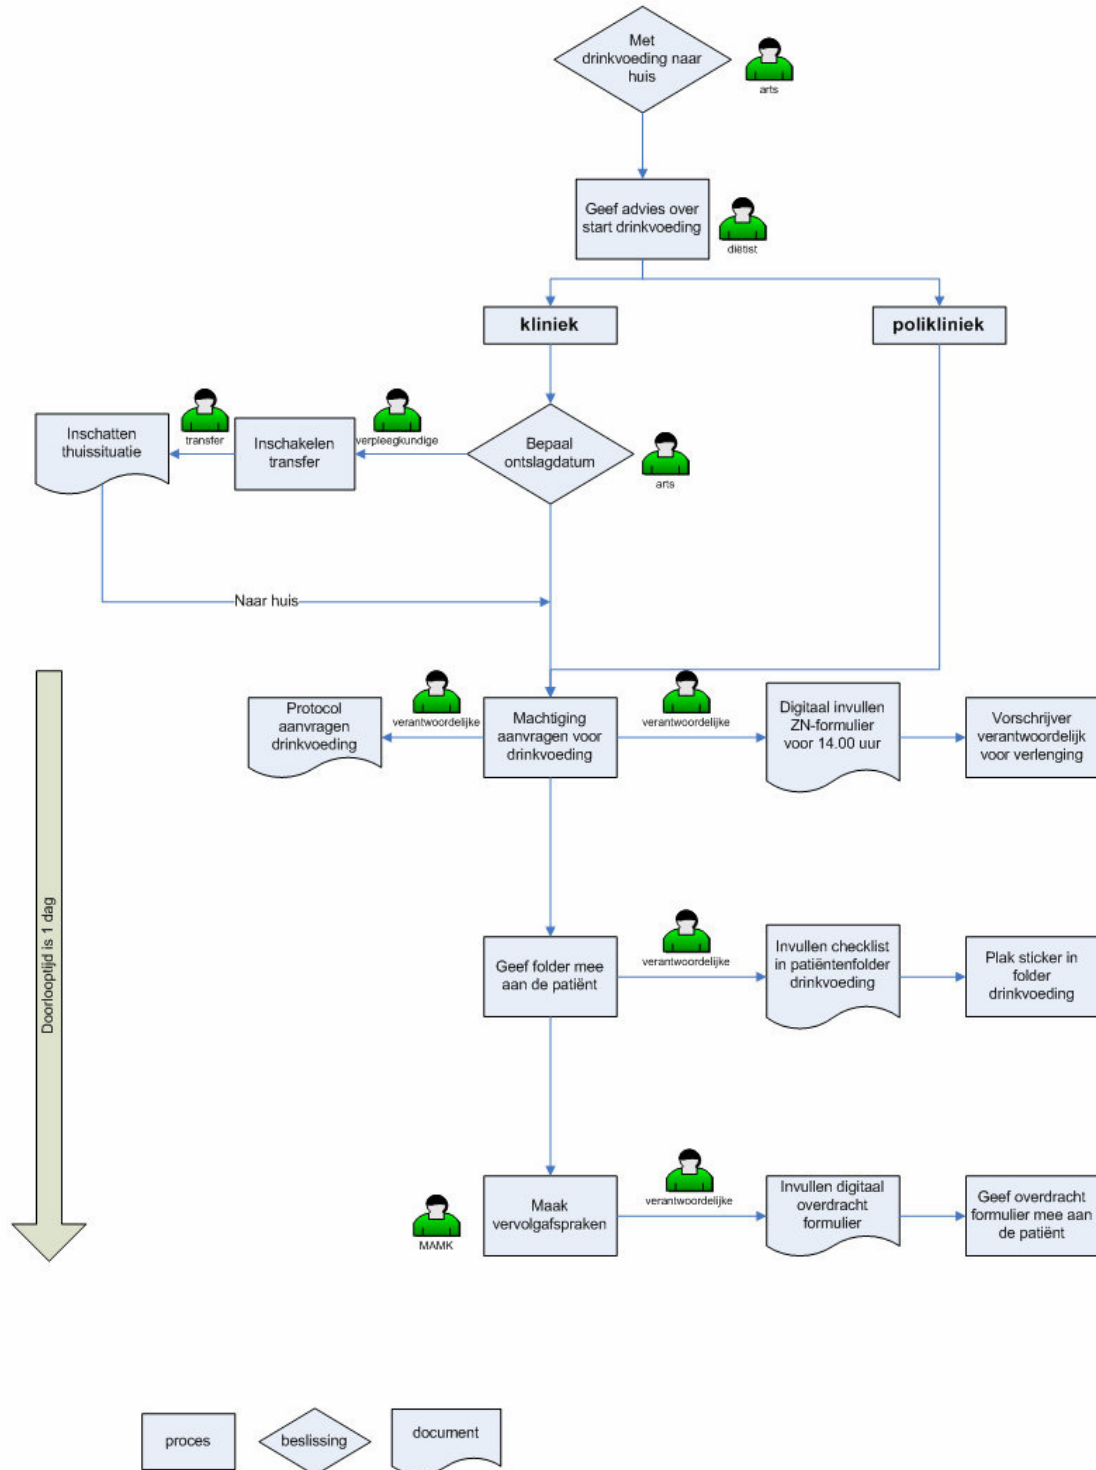 Met
drinkvoeding naar
huis
arts
Geef advies over
start drinkvoeding
diëtist
kliniek
polikliniek
Inschatten
thuissituatie
transfer
Inschakelen
transfer
verpleegkundige
Bepaal
ontslagdatum
arts
Naar huis
Doorlooptijd is 1 dag
Protocol
aanvragen
drinkvoeding
verantwoordelijke
Machtiging
aanvragen voor
drinkvoeding
verantwoordelijke
Digitaal invullen
ZN-formulier
voor 14.00 uur
Vorschrijver
verantwoordelijk
voor verlenging
Geef folder mee
aan de patiënt
verantwoordelijke
Invullen checklist
in patiëntenfolder
drinkvoeding
Plak sticker in
folder
drinkvoeding
MAMK
Maak
vervolgafspraken
verantwoordelijke
Invullen digitaal
overdracht
formulier
Geef overdracht
formulier mee aan
de patiënt
proces
beslissing
document